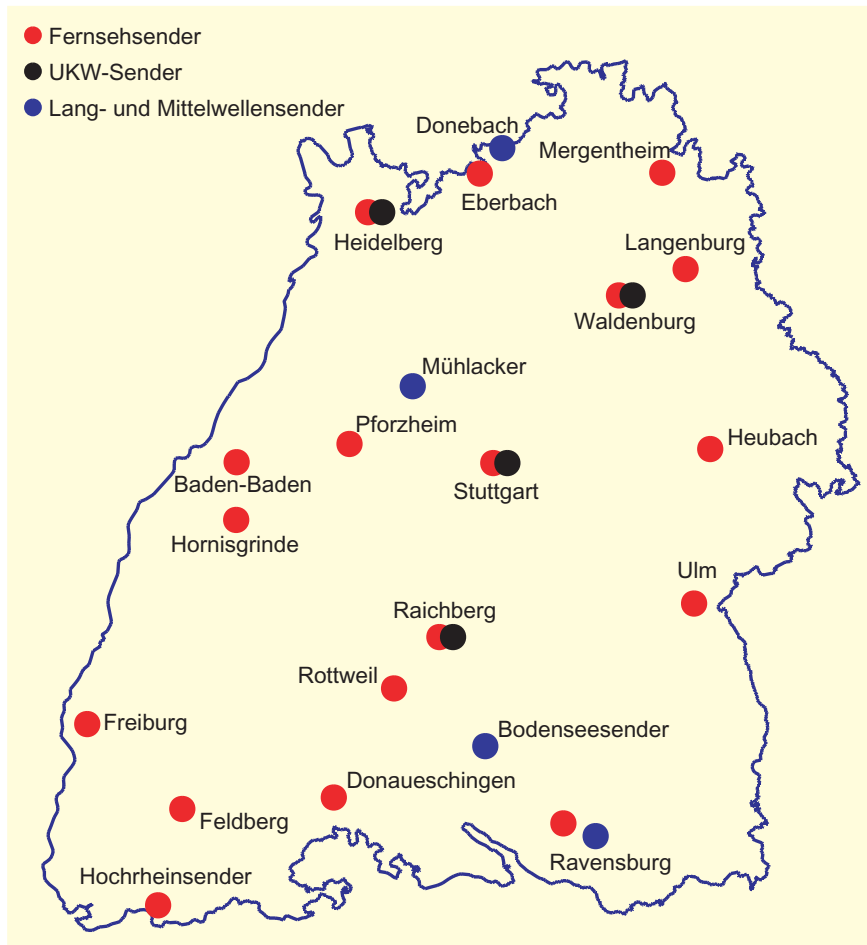 Fernsehsender
UKW-Sender
Lang- und Mittelwellensender
Donebach
Mergentheim
Eberbach
Heidelberg
Langenburg
Waldenburg
Mühlacker
Pforzheim
Heubach
Baden-Baden
Stuttgart
Hornisgrinde
Ulm
Raichberg
Rottweil
Freiburg
Bodenseesender
Donaueschingen
Feldberg
Ravensburg
Hochrheinsender